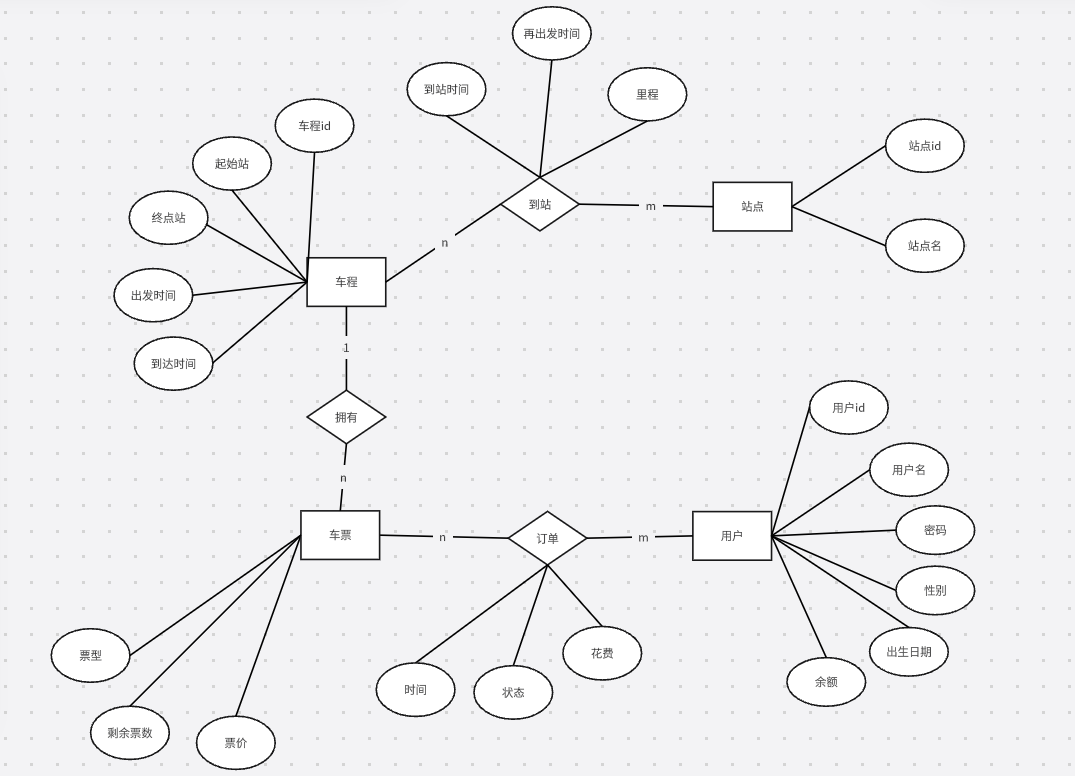 再出发时间
到站时间
里程
车程id
站点id
起始站
终点站
到站
m
站点
n
站点名
车程
出发时间
1
到达时间
用户id
拥有
用户名
n
密码
车票
n
订单
m
用户
性别
出生日期
票型
花费
余额
时间
状态
剩余票数
票价